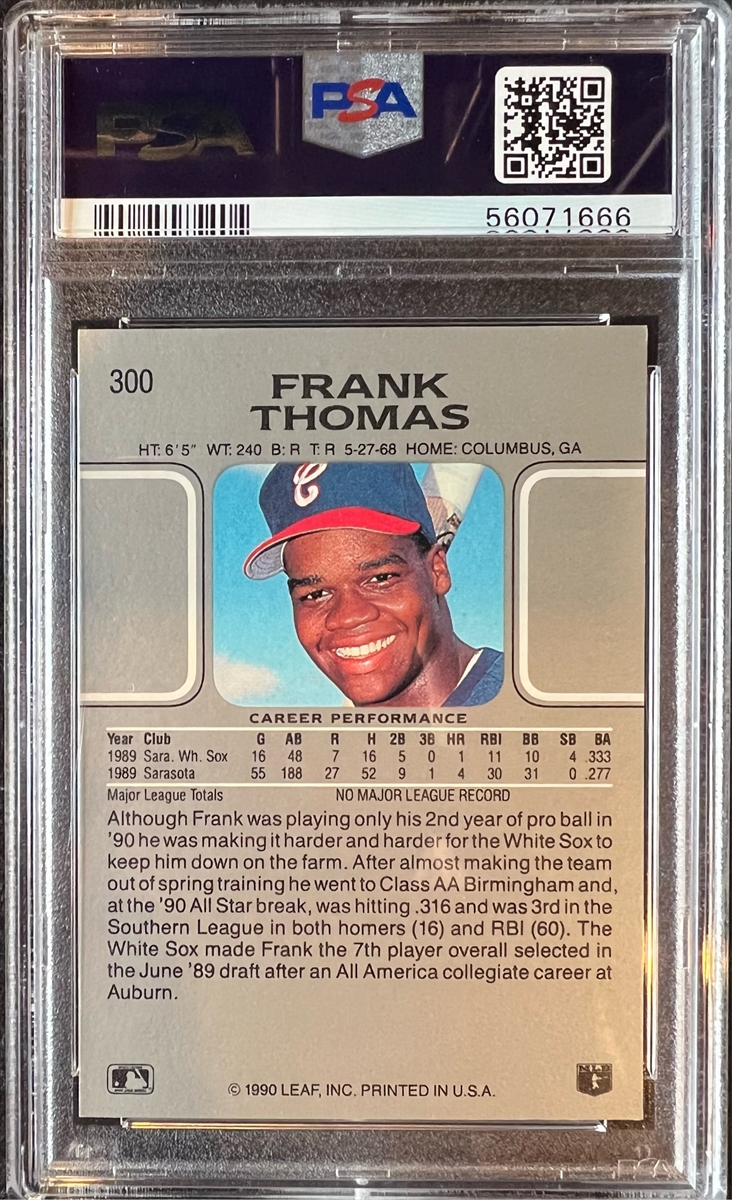 PSA
PSA
56071666
300
FRANK
THOMAS
HT: 6'5" WT: 240 B: R T: R 5-27-68 HOME: COLUMBUS, GA
C
CAREER PERFORMANCE
Year Club G AB R H 2B 3B HR RBI BB SB BA
1989 Sara. Wh. Sox 16 48 7 16 5 0 1 11 10 4 .333
1989 Sarasota 55 188 27 52 9 1 4 30 31 0 .277
Major League Totals NO MAJOR LEAGUE RECORD
Although Frank was playing only his 2nd year of pro ball in
'90 he was making it harder and harder for the White Sox to
keep him down on the farm. After almost making the team
out of spring training he went to Class AA Birmingham and,
at the '90 All Star break, was hitting .316 and was 3rd in the
Southern League in both homers (16) and RBI (60). The
White Sox made Frank the 7th player overall selected in
the June '89 draft after an All America collegiate career at
Auburn.
© 1990 LEAF, INC. PRINTED IN U.S.A.
PSA